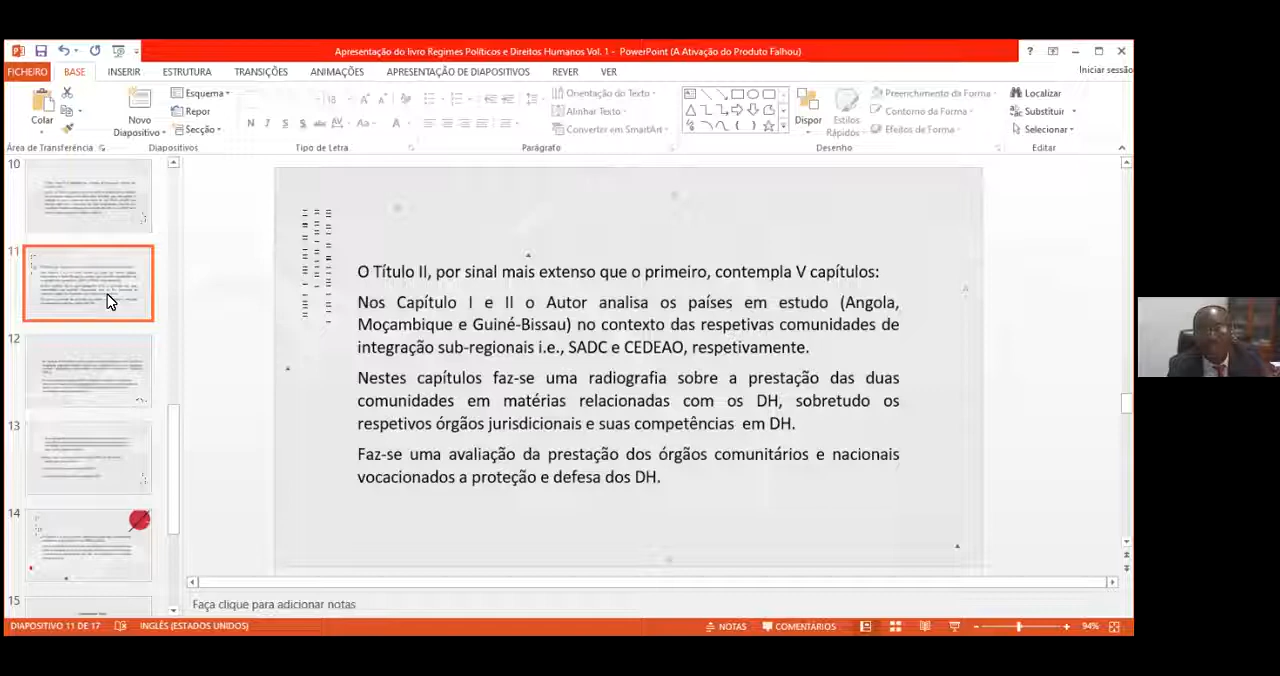 Apresentação do livro Regimes Políticos e Direitos Humanos Vol. 1 - PowerPoint (A Ativação do Produto Falhou)
FICHEIRO BASE INSERIR ESTRUTURA TRANSIÇÕES ANIMAÇÕES APRESENTAÇÃO DE DIAPOSITIVOS REVER VER Iniciar sessão
Colar
Novo
Diapositivo
Esquema
Repor
Secção
18
Orientação do Texto
Alinhar Texto
Converter em SmartArt
Dispor
Estilos
Rápidos
Preenchimento da Forma
Contorno da Forma
Efeitos de Forma
Localizar
Substituir
Selecionar
Área de Transferência Diapositivos Tipo de Letra Parágrafo Desenho Editar
10
11
12
13
14
15
O Título II, por sinal mais extenso que o primeiro, contempla V capítulos:
Nos Capítulo I e II o Autor analisa os países em estudo (Angola,
Moçambique e Guiné-Bissau) no contexto das respetivas comunidades de
integração sub-regionais i.e., SADC e CEDEAO, respetivamente.
Nestes capítulos faz-se uma radiografia sobre a prestação das duas
comunidades em matérias relacionadas com os DH, sobretudo os
respetivos órgãos jurisdicionais e suas competências em DH.
Faz-se uma avaliação da prestação dos órgãos comunitários e nacionais
vocacionados a proteção e defesa dos DH.
Faça clique para adicionar notas
DIAPOSITIVO 11 DE 17 INGLÊS (ESTADOS UNIDOS) NOTAS COMENTÁRIOS 94%